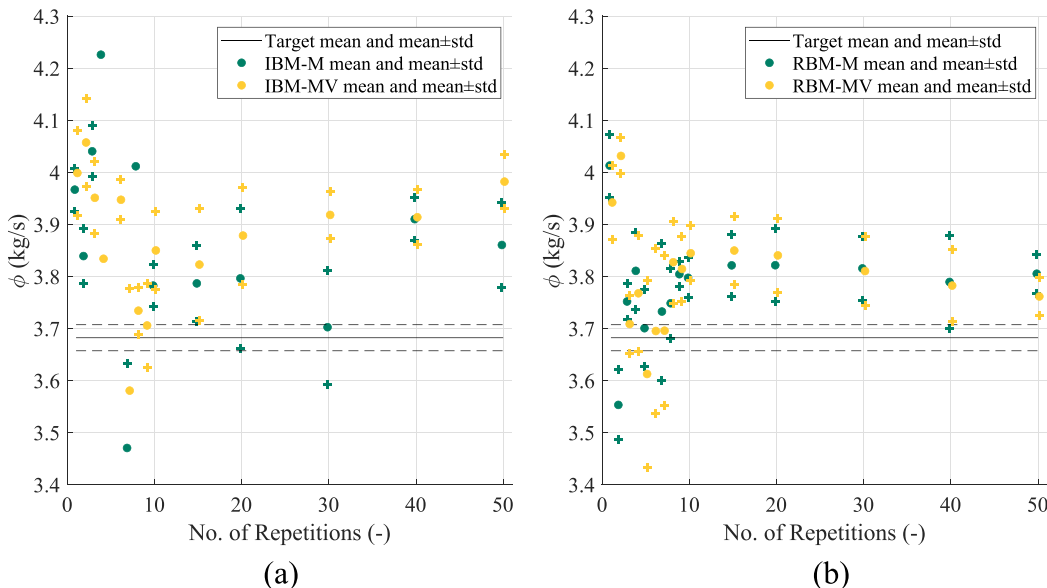 4.3
4.2
4.1
4
3.9
3.8
3.7
3.6
3.5
3.4
ϕ (kg/s)
Target mean and mean±std
IBM-M mean and mean±std
IBM-MV mean and mean±std
0 10 20 30 40 50
No. of Repetitions (-)
(a)
4.3
4.2
4.1
4
3.9
3.8
3.7
3.6
3.5
3.4
ϕ (kg/s)
Target mean and mean±std
RBM-M mean and mean±std
RBM-MV mean and mean±std
0 10 20 30 40 50
No. of Repetitions (-)
(b)